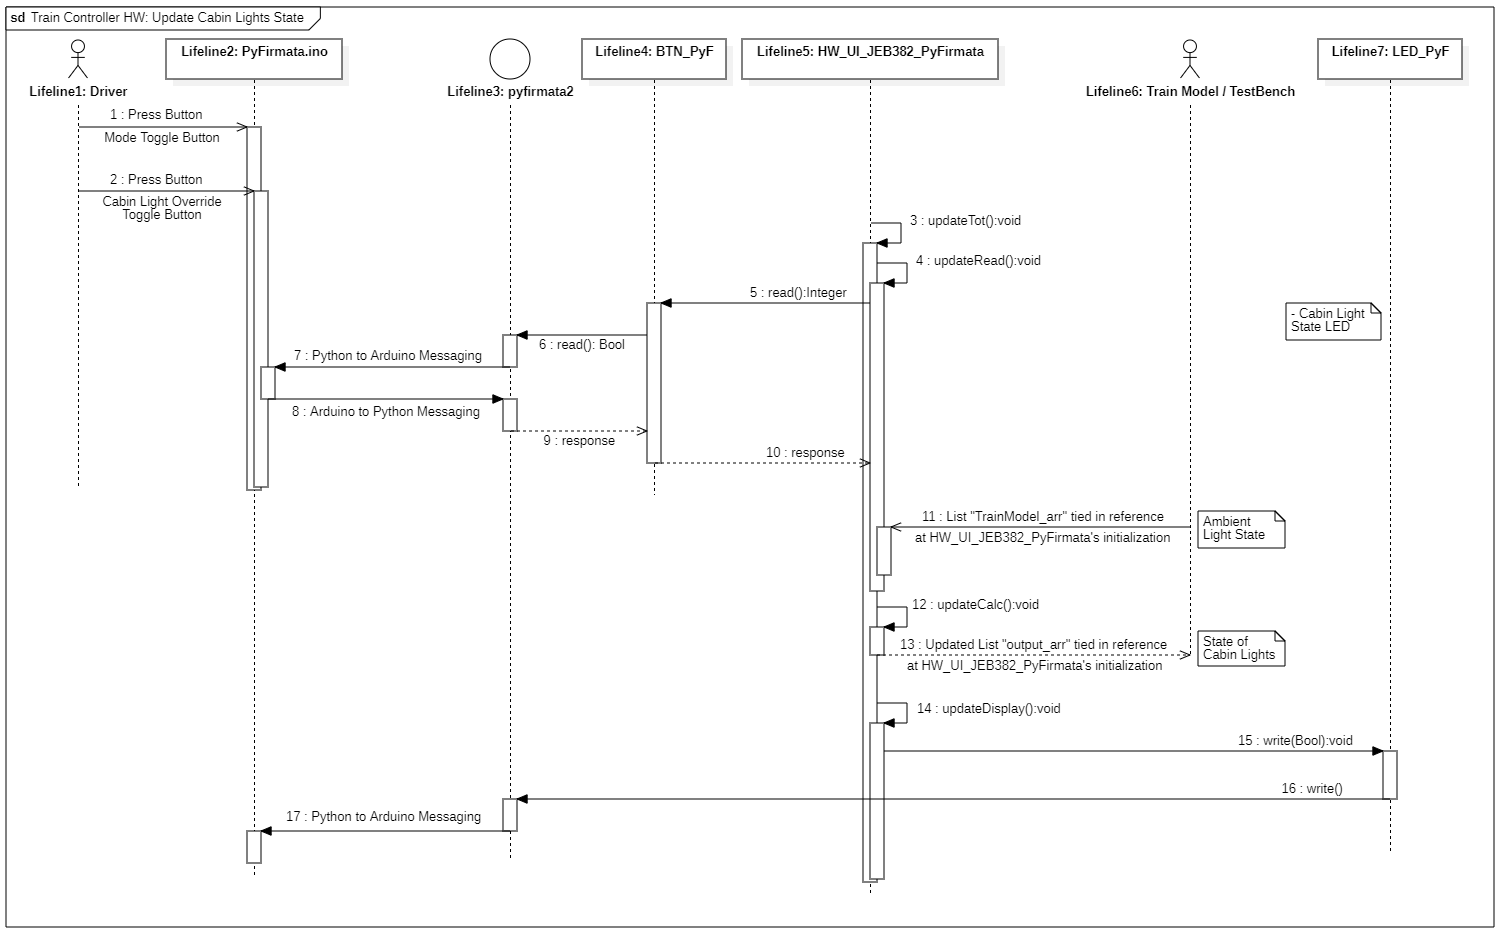 sd Train Controller HW: Update Cabin Lights State
Lifeline1: Driver
Lifeline2: PyFirmata.ino
Lifeline3: pyfirmata2
Lifeline4: BTN_PyF
Lifeline5: HW_UI_JEB382_PyFirmata
Lifeline6: Train Model / TestBench
Lifeline7: LED_PyF
1 : Press Button
Mode Toggle Button
2 : Press Button
Cabin Light Override
Toggle Button
3 : updateTot():void
4 : updateRead():void
5 : read():Integer
- Cabin Light
State LED
6 : read(): Bool
7 : Python to Arduino Messaging
8 : Arduino to Python Messaging
9 : response
10 : response
11 : List "TrainModel_arr" tied in reference
at HW_UI_JEB382_PyFirmata's initialization
Ambient
Light State
12 : updateCalc():void
13 : Updated List "output_arr" tied in reference
at HW_UI_JEB382_PyFirmata's initialization
State of
Cabin Lights
14 : updateDisplay():void
15 : write(Bool):void
16 : write()
17 : Python to Arduino Messaging